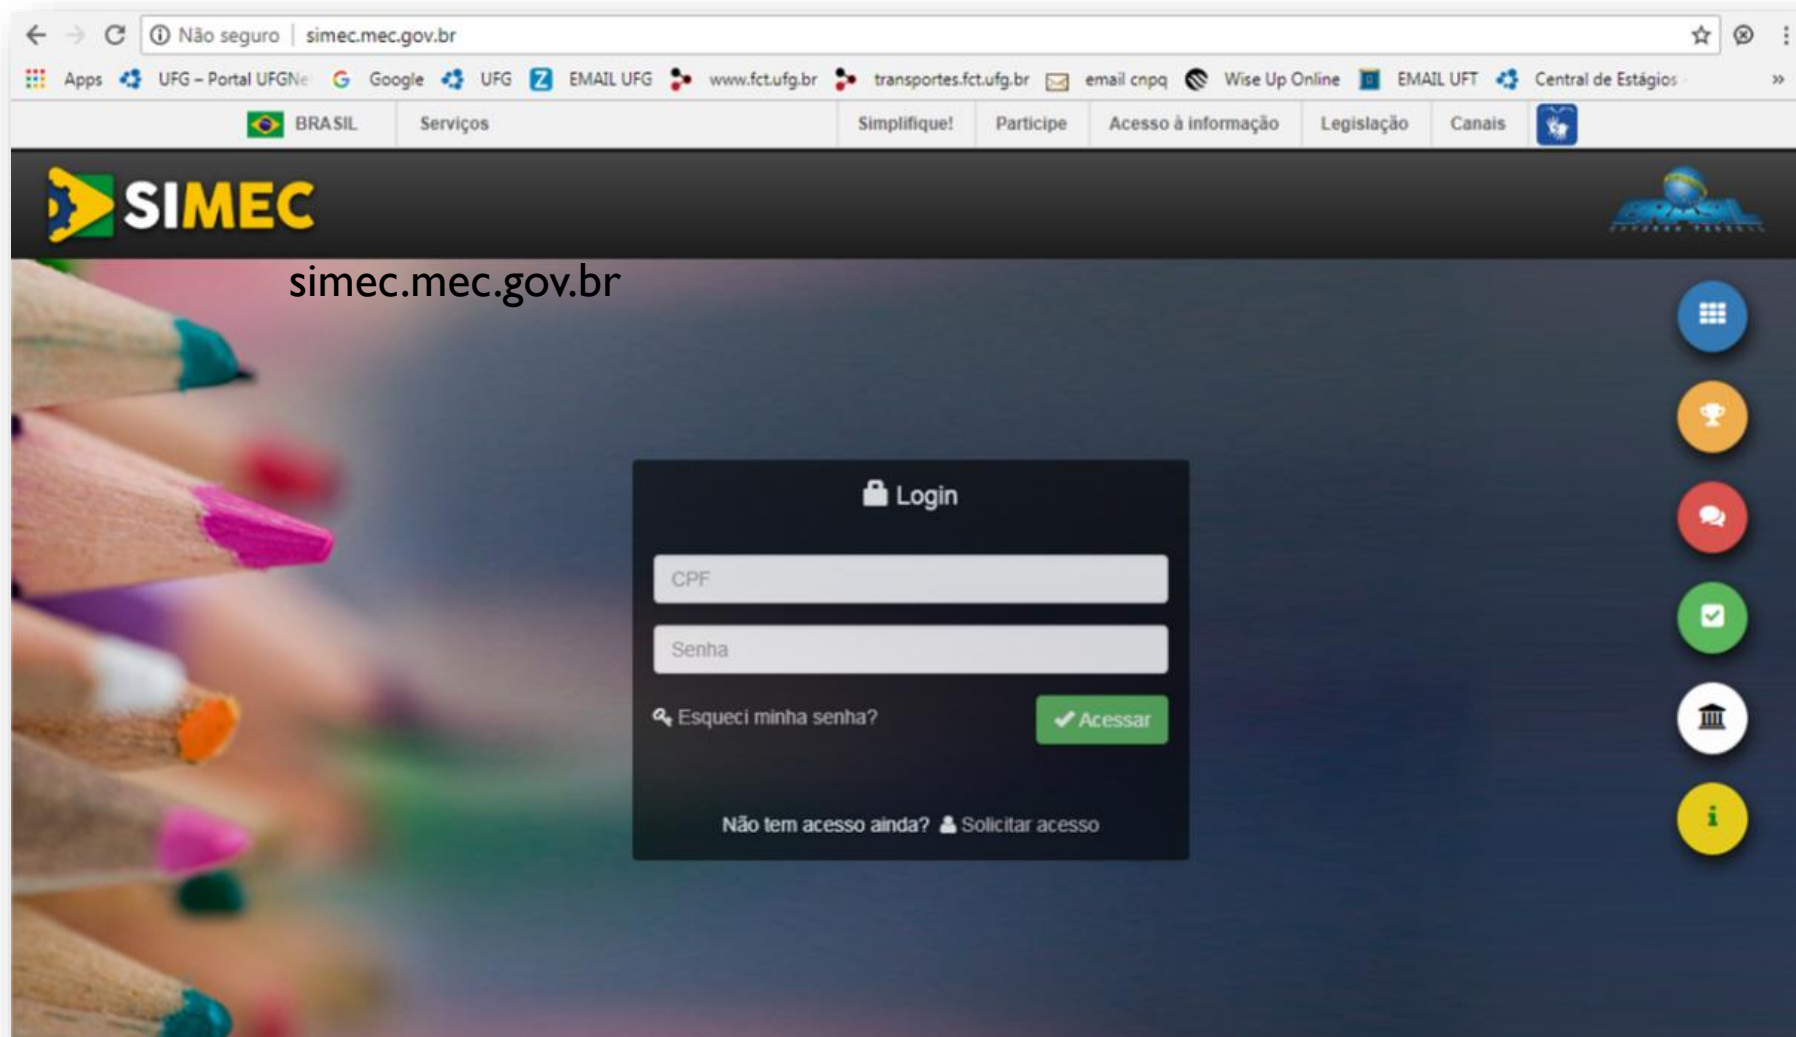 Não seguro | simec.mec.gov.br
Apps UFG – Portal UFGNe Google UFG EMAIL UFG www.fct.ufg.br transportes.fct.ufg.br email cnpq Wise Up Online EMAIL UFT Central de Estágios »
BRASIL Serviços Simplifique! Participe Acesso à informação Legislação Canais
SIMEC
BRASIL
GOVERNO FEDERAL
simec.mec.gov.br
Login
CPF
Senha
Esqueci minha senha? Acessar
Não tem acesso ainda? Solicitar acesso